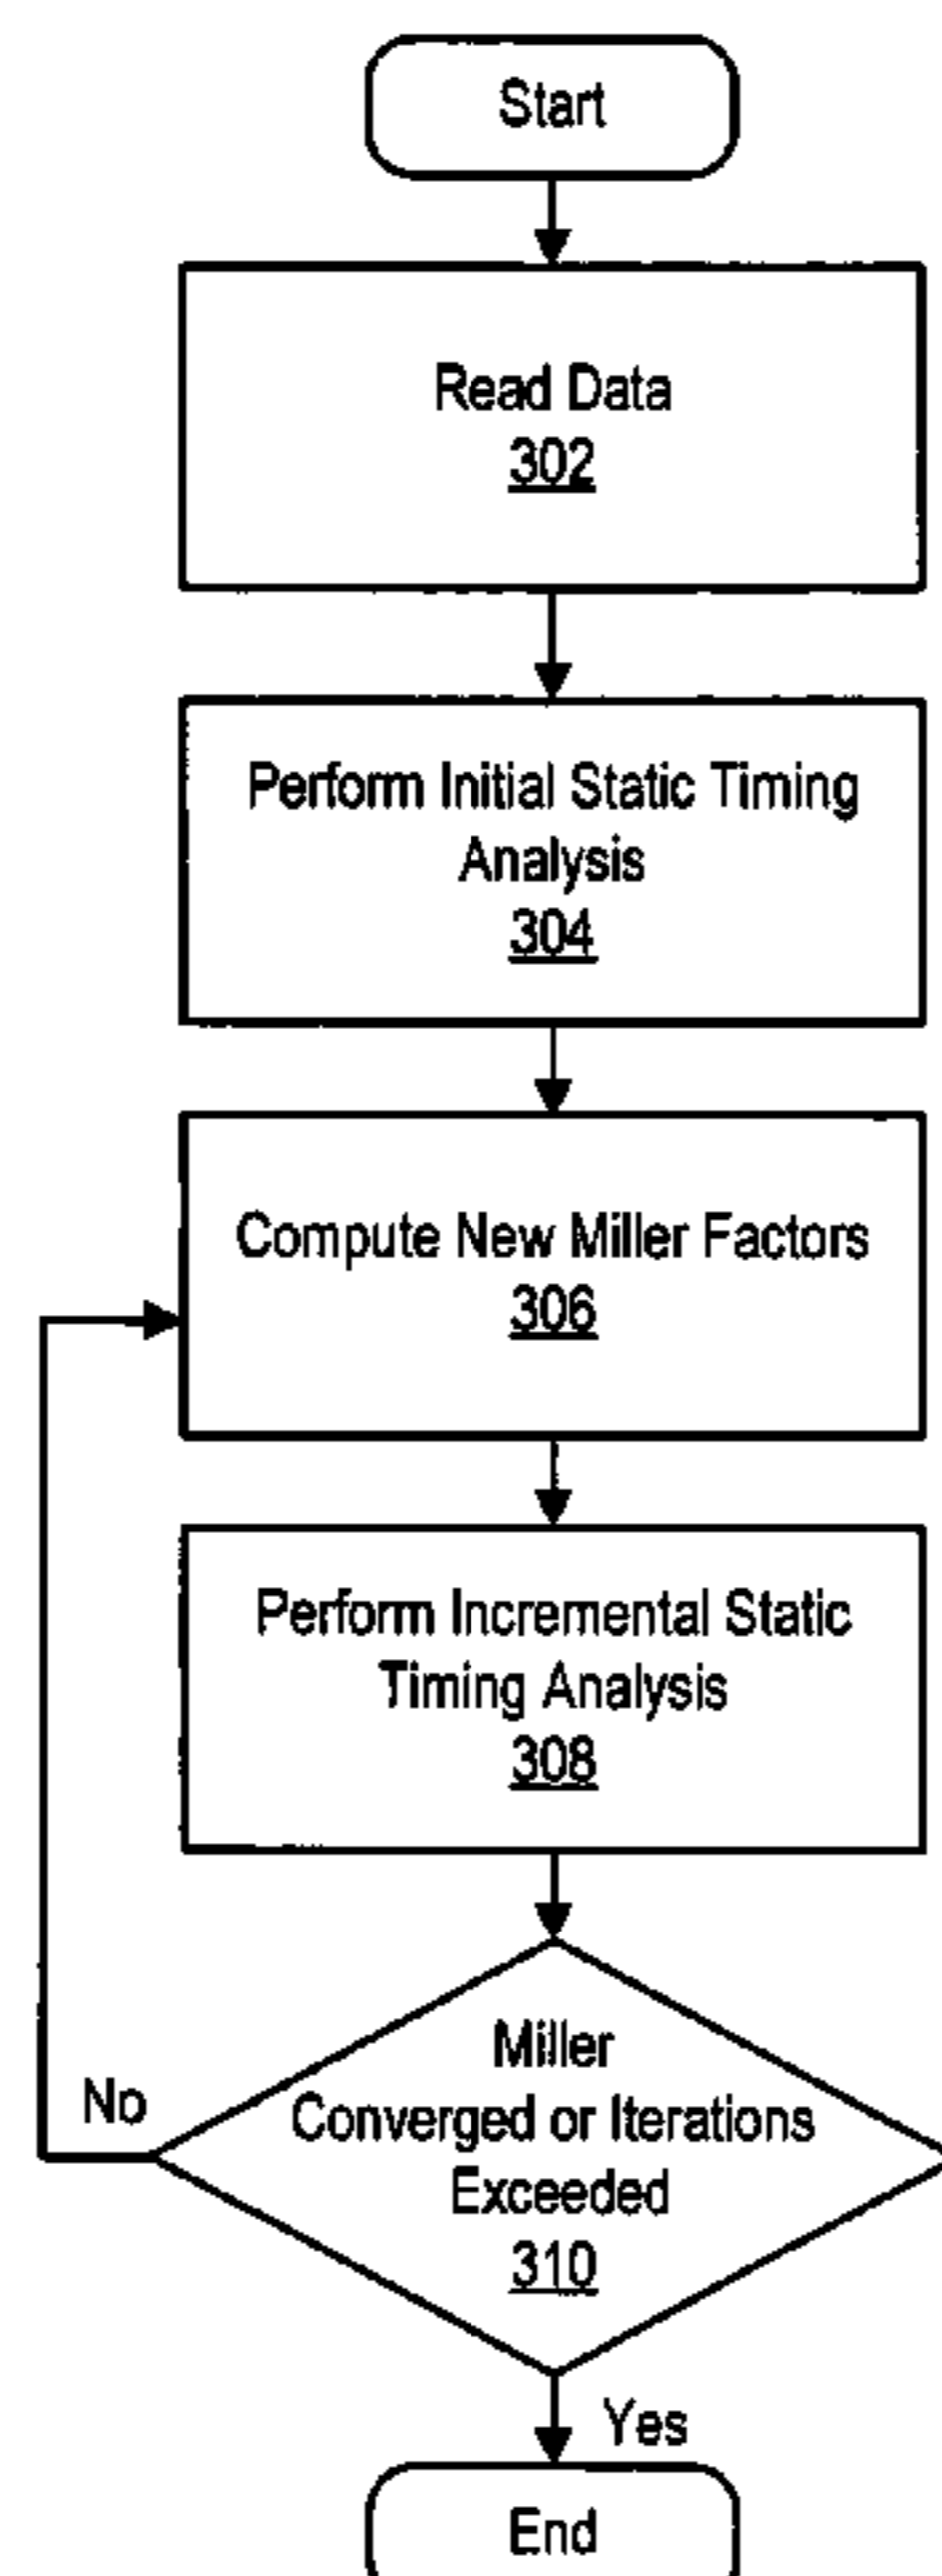 Start
Read Data
302
Perform Initial Static Timing
Analysis
304
Compute New Miller Factors
306
Perform Incremental Static
Timing Analysis
308
Miller
Converged or Iterations
Exceeded
310
No
Yes
End